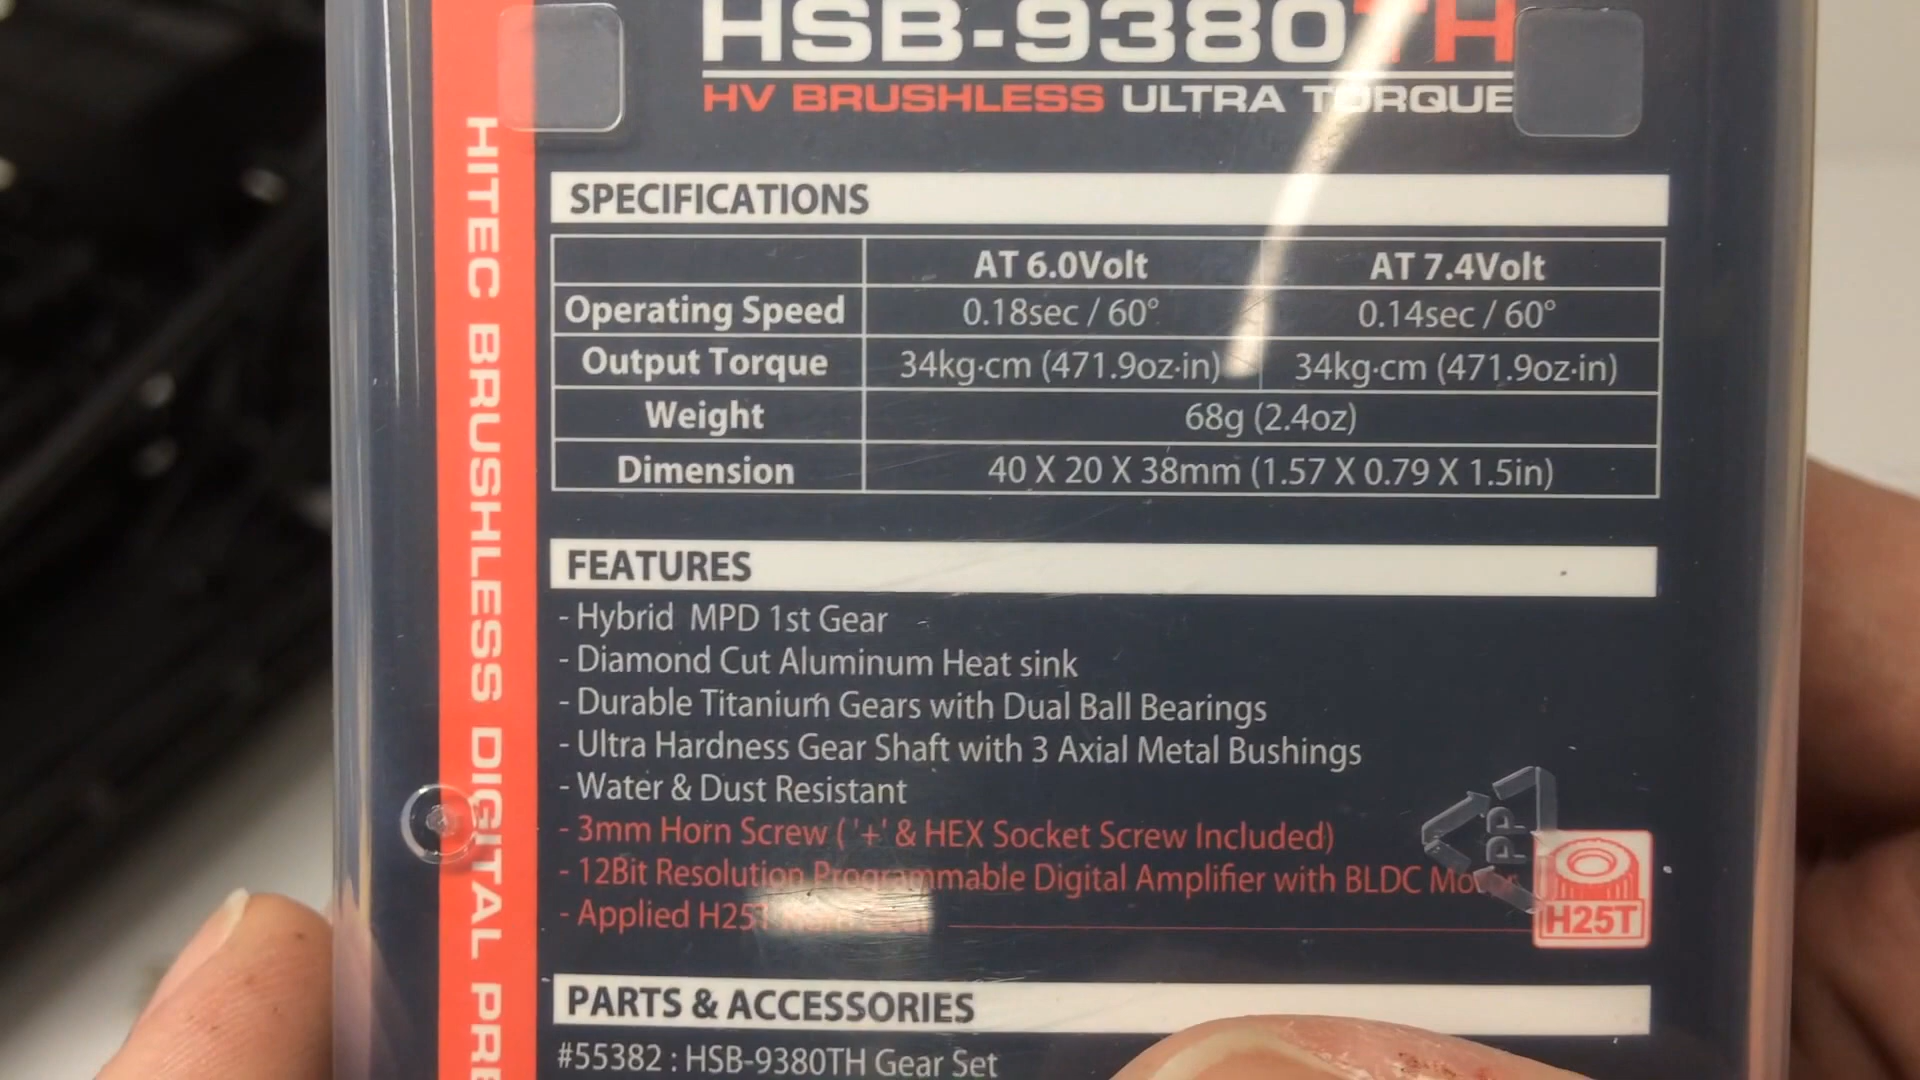 HSB-9380TH
HV BRUSHLESS ULTRA TORQUE
HITEC BRUSHLESS DIGITAL
SPECIFICATIONS
AT 6.0Volt AT 7.4Volt
Operating Speed 0.18sec / 60° 0.14sec / 60°
Output Torque 34kg·cm (471.9oz·in) 34kg·cm (471.9oz·in)
Weight 68g (2.4oz)
Dimension 40 X 20 X 38mm (1.57 X 0.79 X 1.5in)
FEATURES
- Hybrid MPD 1st Gear
- Diamond Cut Aluminum Heat sink
- Durable Titanium Gears with Dual Ball Bearings
- Ultra Hardness Gear Shaft with 3 Axial Metal Bushings
- Water & Dust Resistant
- 3mm Horn Screw ( '+' & HEX Socket Screw Included)
- 12Bit Resolution Programmable Digital Amplifier with BLDC Motor
- Applied H25T
PP
H25T
PARTS & ACCESSORIES
#55382 : HSB-9380TH Gear Set